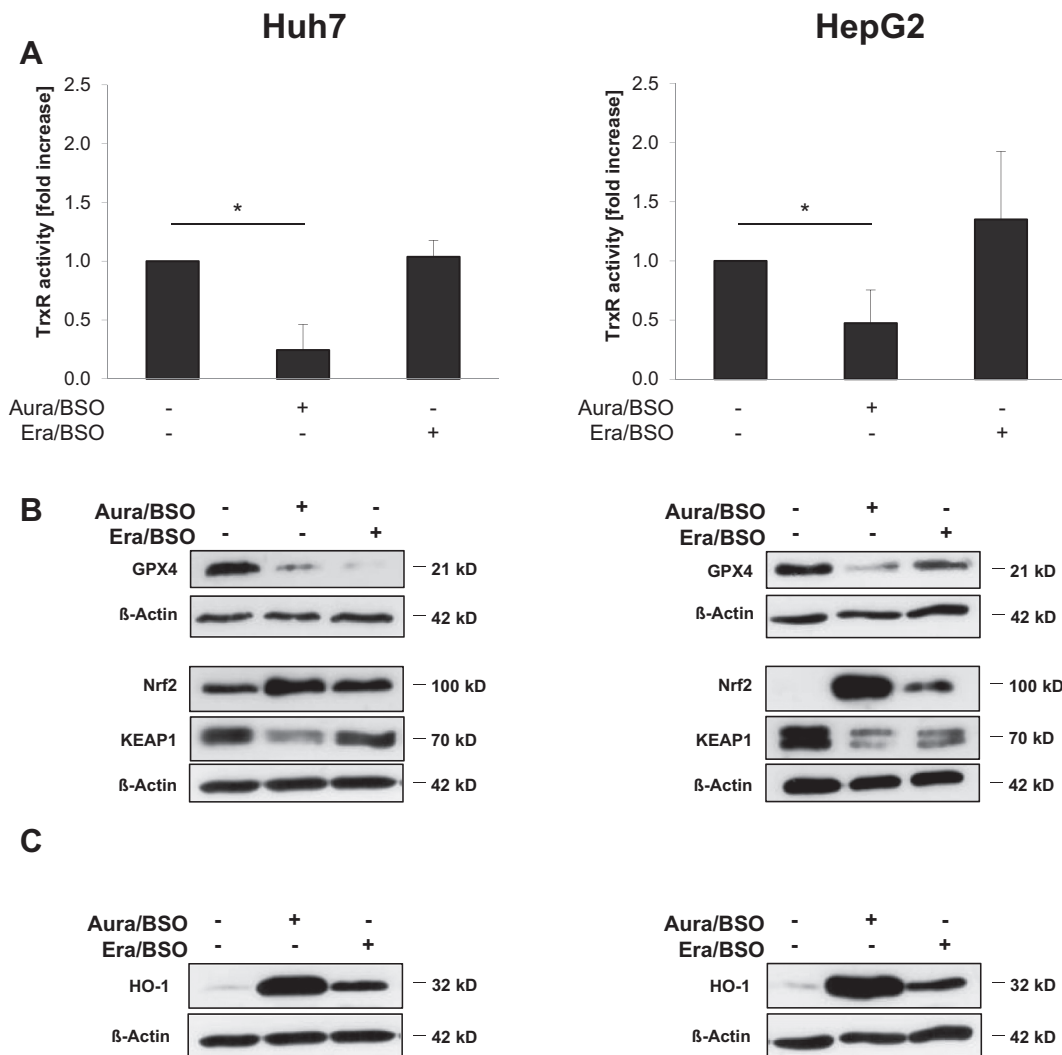 Huh7 HepG2
A
TrxR activity [fold increase] TrxR activity [fold increase]
2.5 2.5
2.0 2.0
1.5 1.5
* *
1.0 1.0
0.5 0.5
0.0 0.0
Aura/BSO - + - Aura/BSO - + -
Era/BSO - - + Era/BSO - - +
B
Aura/BSO - + - Aura/BSO - + -
Era/BSO - - + Era/BSO - - +
GPX4 21 kD GPX4 21 kD
ß-Actin 42 kD ß-Actin 42 kD
Nrf2 100 kD Nrf2 100 kD
KEAP1 70 kD KEAP1 70 kD
ß-Actin 42 kD ß-Actin 42 kD
C
Aura/BSO - + - Aura/BSO - + -
Era/BSO - - + Era/BSO - - +
HO-1 32 kD HO-1 32 kD
ß-Actin 42 kD ß-Actin 42 kD